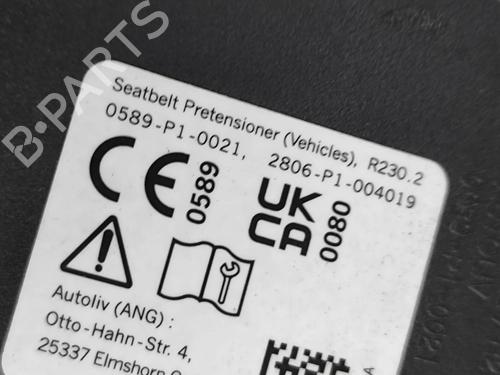 B-PARTS
Seatbelt Pretensioner (Vehicles), R230.2
0589-P1-0021, 2806-P1-004019
CE 0589
UK
CA 0080
Autoliv (ANG) :
Otto-Hahn-Str. 4,
25337 Elmshorn